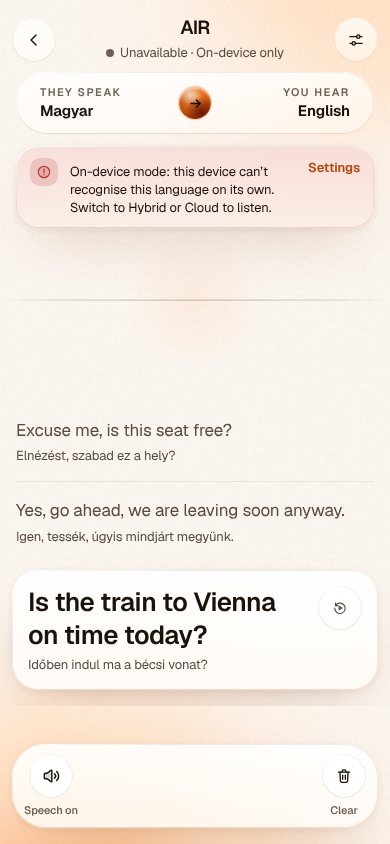 AIR
Unavailable · On-device only
THEY SPEAK
Magyar
YOU HEAR
English
On-device mode: this device can't
recognise this language on its own.
Switch to Hybrid or Cloud to listen.
Settings
Excuse me, is this seat free?
Elnézést, szabad ez a hely?
Yes, go ahead, we are leaving soon anyway.
Igen, tessék, úgyis mindjárt megyünk.
Is the train to Vienna
on time today?
Időben indul ma a bécsi vonat?
Speech on
Clear